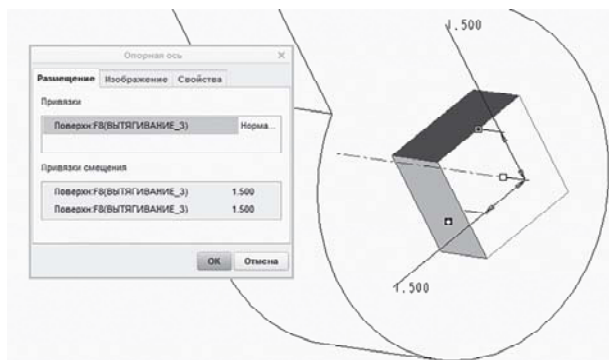 Опорная ось
Размещение Изображение Свойства
Привязки
Поверхн:F8(ВЫТЯГИВАНИЕ_3) Норма...
Привязки смещения
Поверхн:F8(ВЫТЯГИВАНИЕ_3) 1.500
Поверхн:F8(ВЫТЯГИВАНИЕ_3) 1.500
ОК Отмена
1.500
1.500